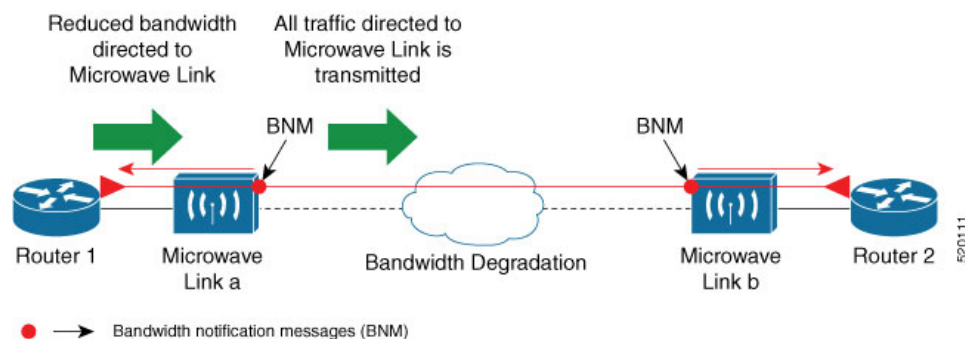 Reduced bandwidth
directed to
Microwave Link
All traffic directed to
Microwave Link is
transmitted
BNM
BNM
Router 1
Microwave
Link a
Bandwidth Degradation
Microwave
Link b
Router 2
520111
Bandwidth notification messages (BNM)